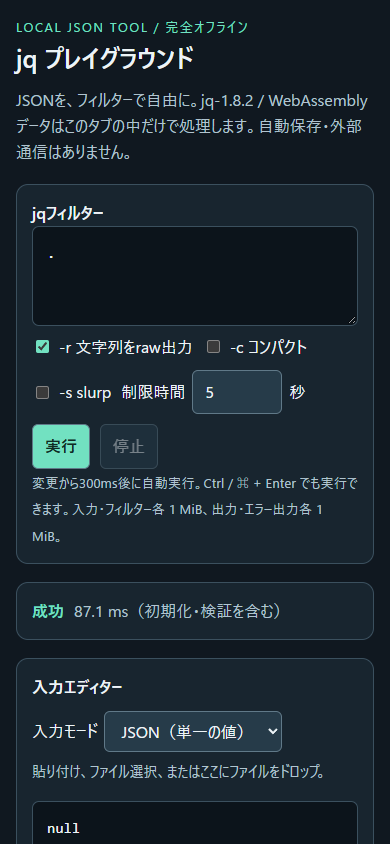 LOCAL JSON TOOL / 完全オフライン
jq プレイグラウンド
JSONを、フィルターで自由に。jq-1.8.2 / WebAssembly
データはこのタブの中だけで処理します。自動保存・外部
通信はありません。
jqフィルター
.
-r 文字列をraw出力 -c コンパクト
-s slurp 制限時間 5 秒
実行 停止
変更から300ms後に自動実行。Ctrl / ⌘ + Enter でも実行で
きます。入力・フィルター各 1 MiB、出力・エラー出力各 1
MiB。
成功 87.1 ms（初期化・検証を含む）
入力エディター
入力モード JSON（単一の値）
貼り付け、ファイル選択、またはここにファイルをドロップ。
null